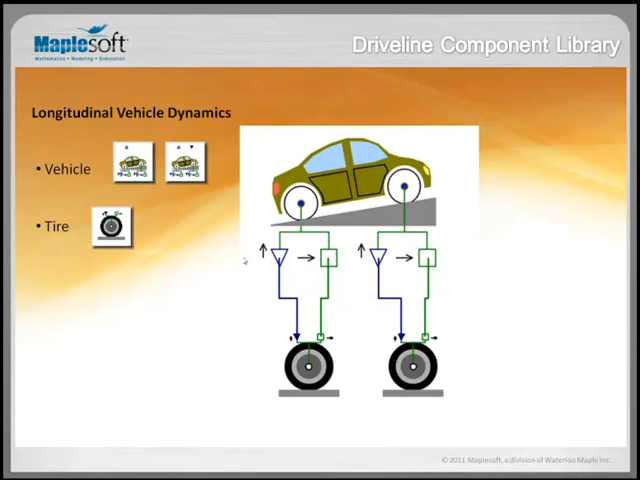 Maplesoft
Mathematics • Modeling • Simulation
Driveline Component Library
Longitudinal Vehicle Dynamics
• Vehicle
• Tire
© 2011 Maplesoft, a division of Waterloo Maple Inc.